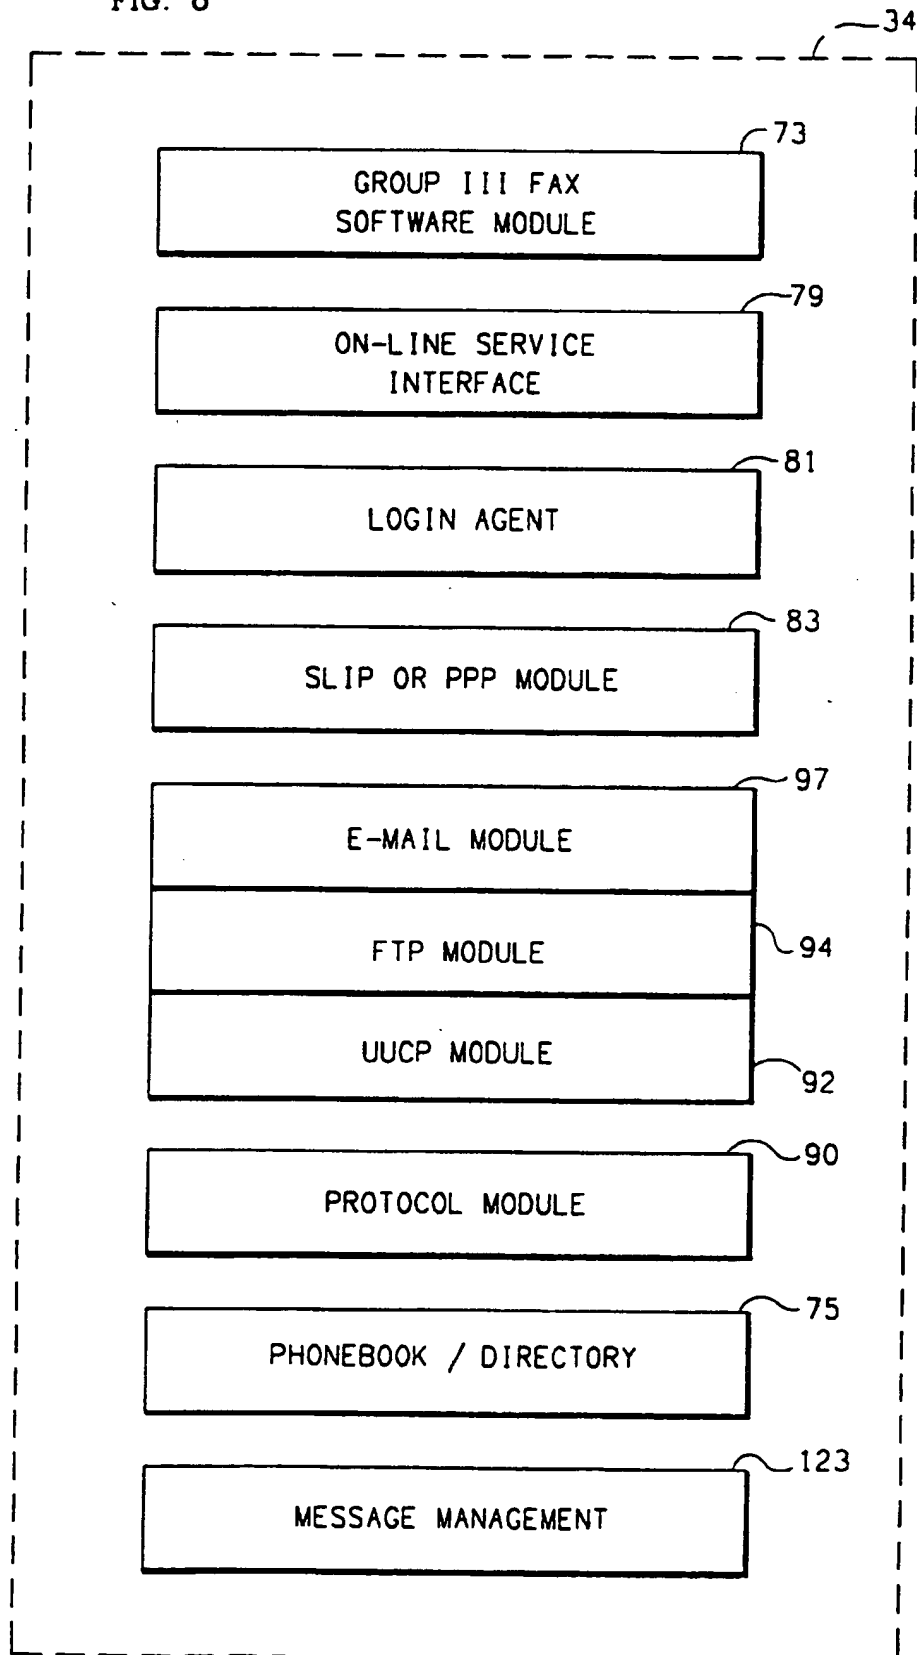 FIG. 8
34
73
GROUP III FAX
SOFTWARE MODULE
79
ON-LINE SERVICE
INTERFACE
81
LOGIN AGENT
83
SLIP OR PPP MODULE
97
E-MAIL MODULE
FTP MODULE
94
UUCP MODULE
92
90
PROTOCOL MODULE
75
PHONEBOOK / DIRECTORY
123
MESSAGE MANAGEMENT